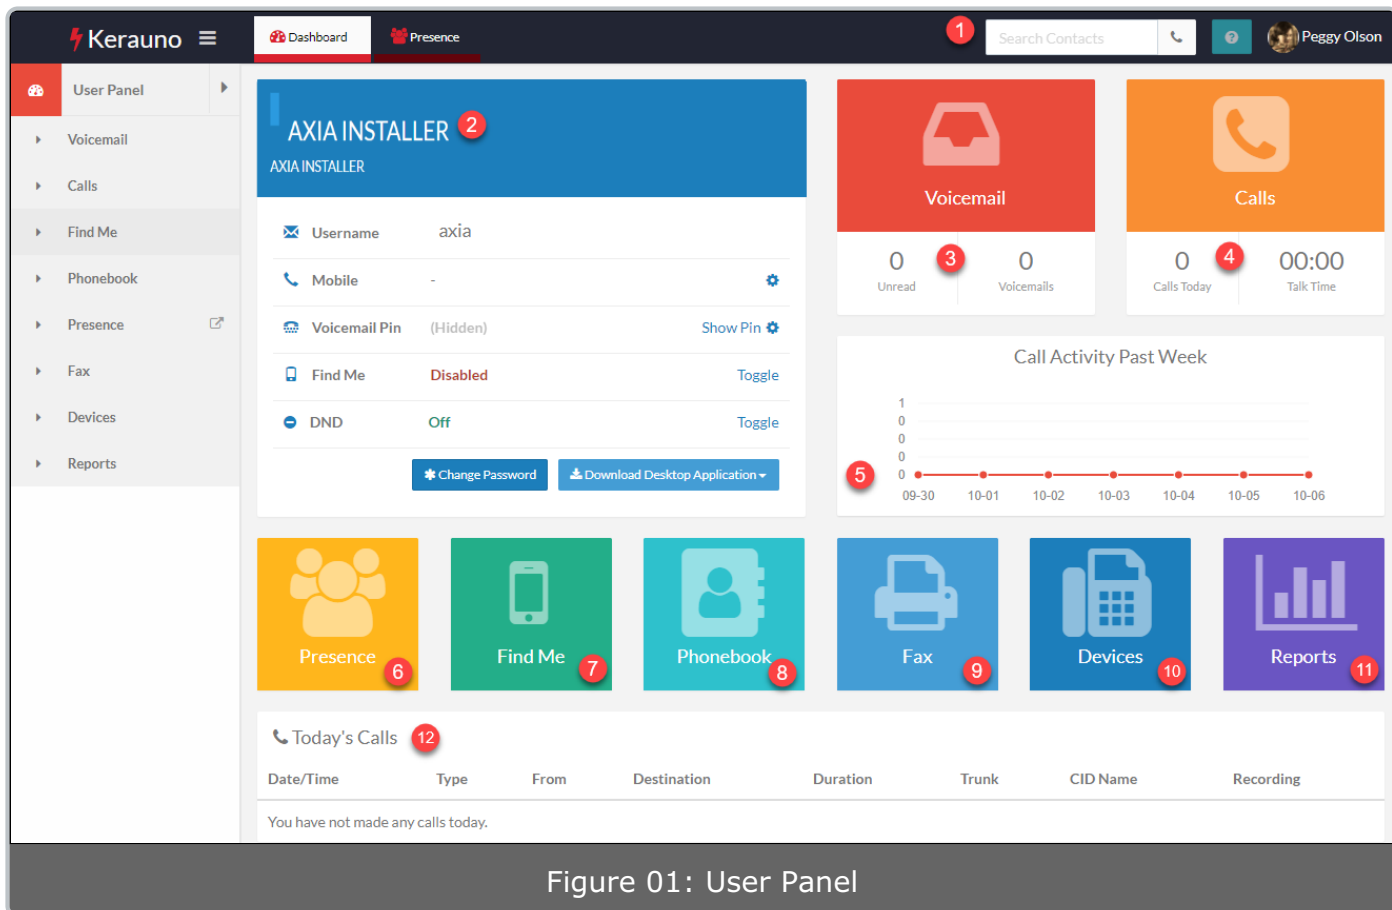 Kerauno
Dashboard
Presence
1
Search Contacts
Peggy Olson
User Panel
Voicemail
Calls
Find Me
Phonebook
Presence
Fax
Devices
Reports
AXIA INSTALLER 2
AXIA INSTALLER
Username axia
Mobile -
Voicemail Pin (Hidden) Show Pin
Find Me Disabled Toggle
DND Off Toggle
Change Password Download Desktop Application
Voicemail
0 3 0
Unread Voicemails
Calls
0 4 00:00
Calls Today Talk Time
Call Activity Past Week
1
0
0
0
5 0
09-30 10-01 10-02 10-03 10-04 10-05 10-06
Presence 6
Find Me 7
Phonebook 8
Fax 9
Devices 10
Reports 11
Today's Calls 12
Date/Time Type From Destination Duration Trunk CID Name Recording
You have not made any calls today.
Figure 01: User Panel